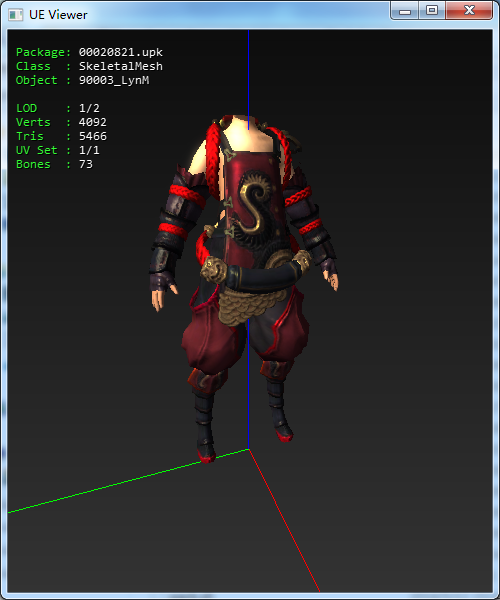 UE Viewer
Package: 00020821.upk
Class : SkeletalMesh
Object : 90003_LynM
LOD : 1/2
Verts : 4092
Tris : 5466
UV Set : 1/1
Bones : 73